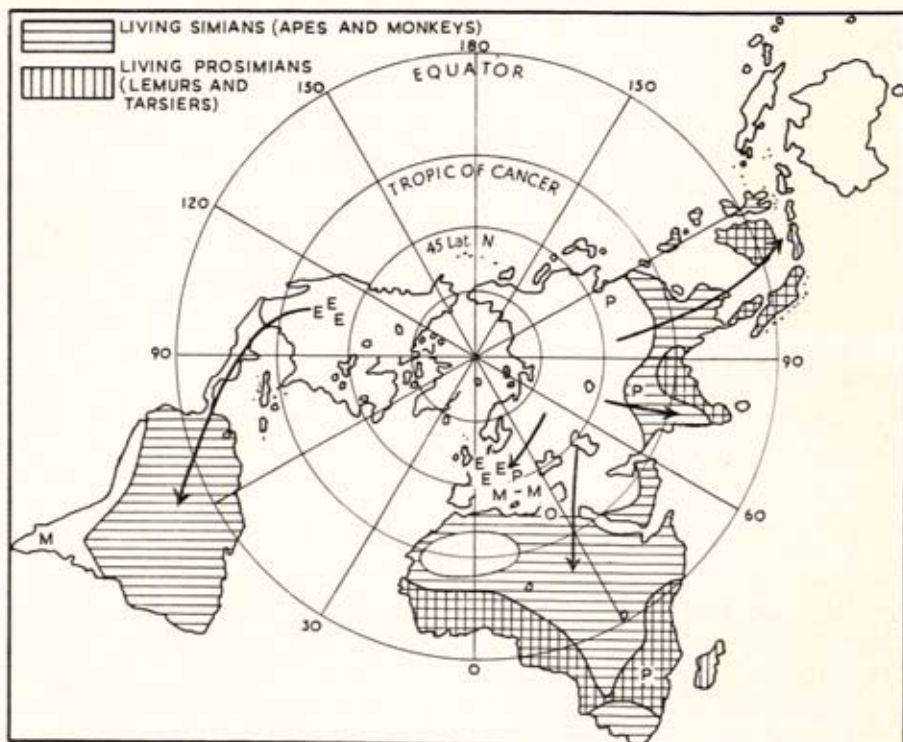 LIVING SIMIANS (APES AND MONKEYS)
LIVING PROSIMIANS
(LEMURS AND
TARSIERS)
180
EQUATOR
150
150
TROPIC OF CANCER
120
45 Lat. N
P
E E
E
90
90
P
E
E E P
M - M
O
60
M
30
0
P